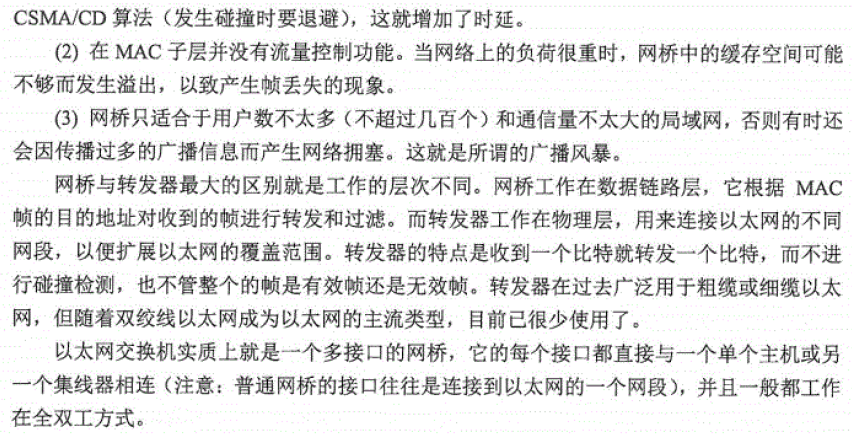 CSMA/CD 算法（发生碰撞时要退避），这就增加了时延。
(2) 在 MAC 子层并没有流量控制功能。当网络上的负荷很重时，网桥中的缓存空间可能
不够而发生溢出，以致产生帧丢失的现象。
(3) 网桥只适合于用户数不太多（不超过几百个）和通信量不太大的局域网，否则有时还
会因传播过多的广播信息而产生网络拥塞。这就是所谓的广播风暴。
网桥与转发器最大的区别就是工作的层次不同。网桥工作在数据链路层，它根据 MAC
帧的目的地址对收到的帧进行转发和过滤。而转发器工作在物理层，用来连接以太网的不同
网段，以便扩展以太网的覆盖范围。转发器的特点是收到一个比特就转发一个比特，而不进
行碰撞检测，也不管整个的帧是有效帧还是无效帧。转发器在过去广泛用于粗缆或细缆以太
网，但随着双绞线以太网成为以太网的主流类型，目前已很少使用了。
以太网交换机实质上就是一个多接口的网桥，它的每个接口都直接与一个单个主机或另
一个集线器相连（注意：普通网桥的接口往往是连接到以太网的一个网段），并且一般都工作
在全双工方式。